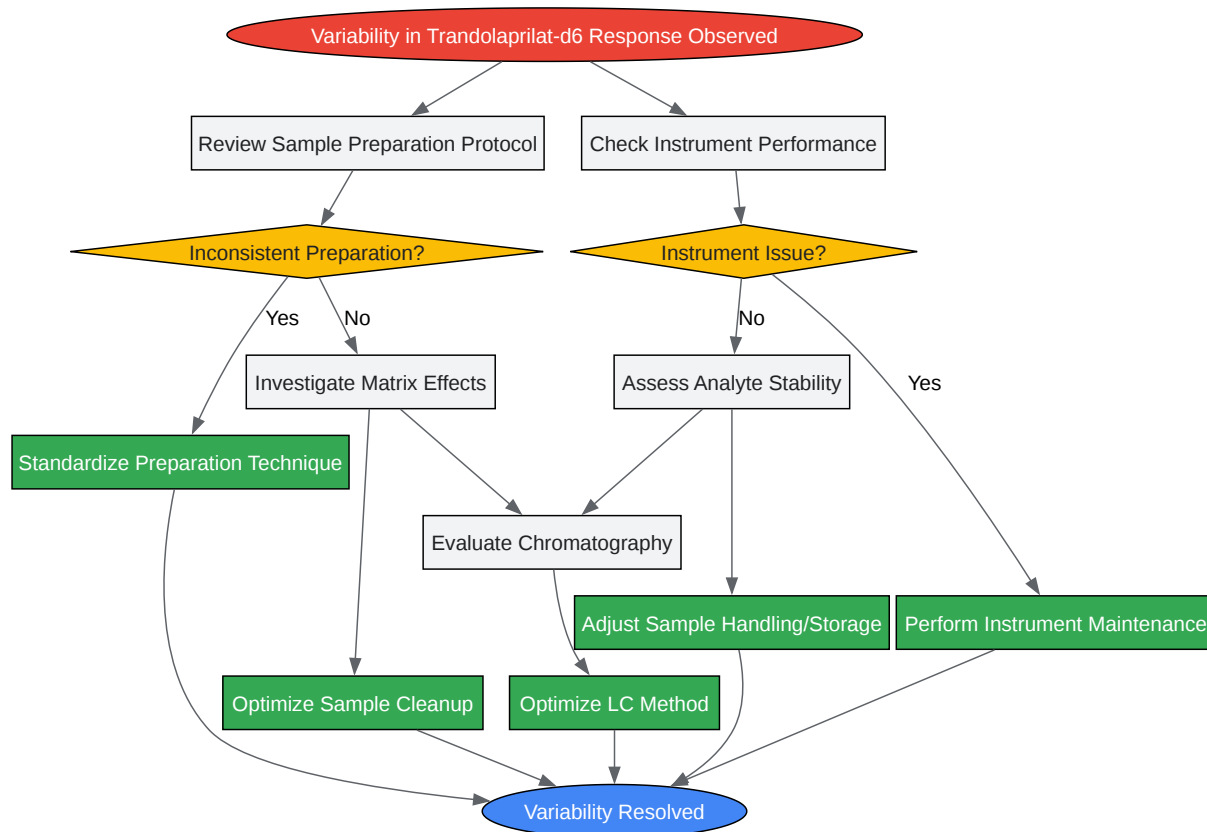 Variability in Trandolaprilat-d6 Response Observed
Review Sample Preparation Protocol
Check Instrument Performance
Inconsistent Preparation?
Instrument Issue?
Yes
No
No
Investigate Matrix Effects
Assess Analyte Stability
Yes
Standardize Preparation Technique
Evaluate Chromatography
Adjust Sample Handling/Storage
Perform Instrument Maintenance
Optimize Sample Cleanup
Optimize LC Method
Variability Resolved